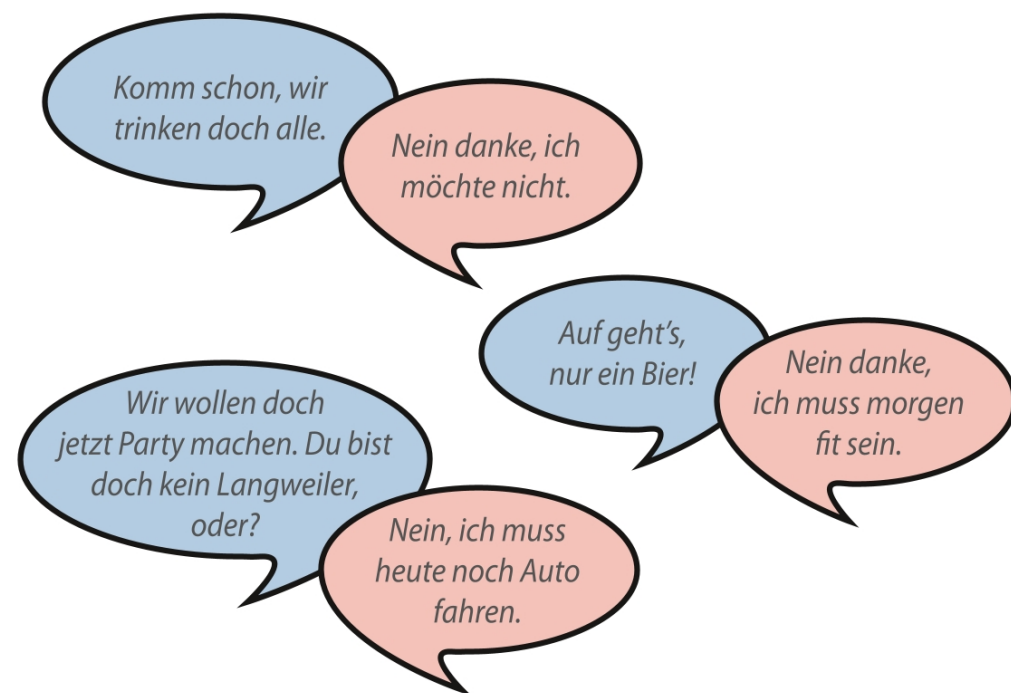 Komm schon, wir
trinken doch alle.
Nein danke, ich
möchte nicht.
Auf geht’s,
nur ein Bier!
Nein danke,
ich muss morgen
fit sein.
Wir wollen doch
jetzt Party machen. Du bist
doch kein Langweiler,
oder?
Nein, ich muss
heute noch Auto
fahren.